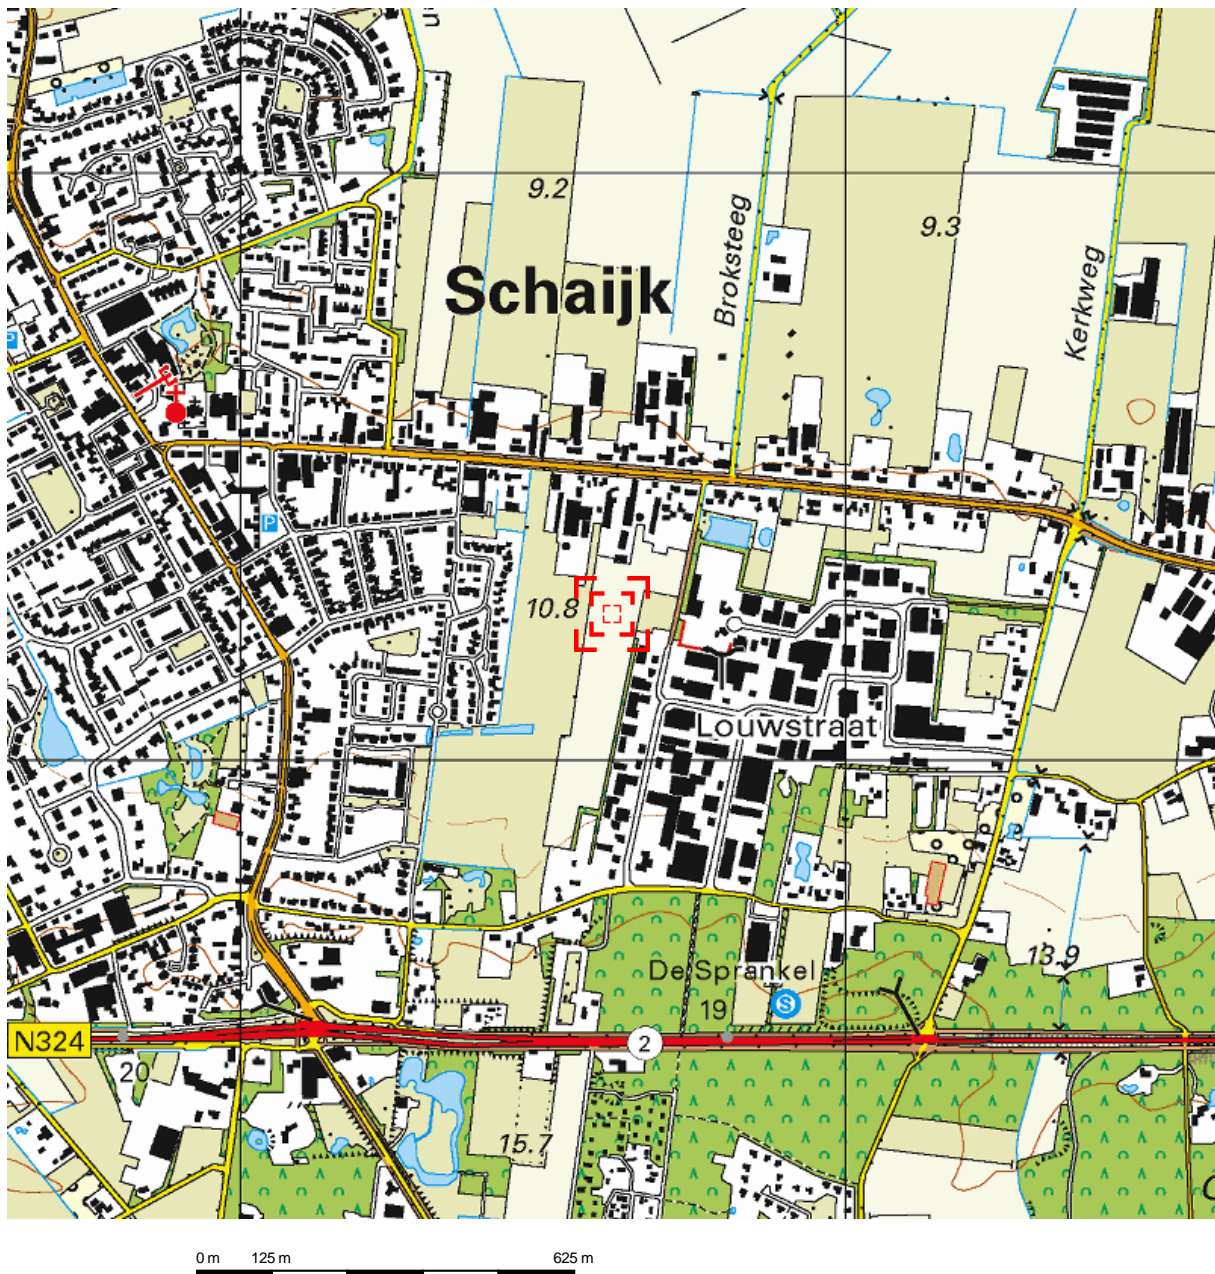 9.2
9.3
Broksteeg
Kerkweg
Schaijk
P
P
10.8
Louwstraat
13.9
De Sprankel
19
S
N324
2
20
15.7
0 m 125 m 625 m